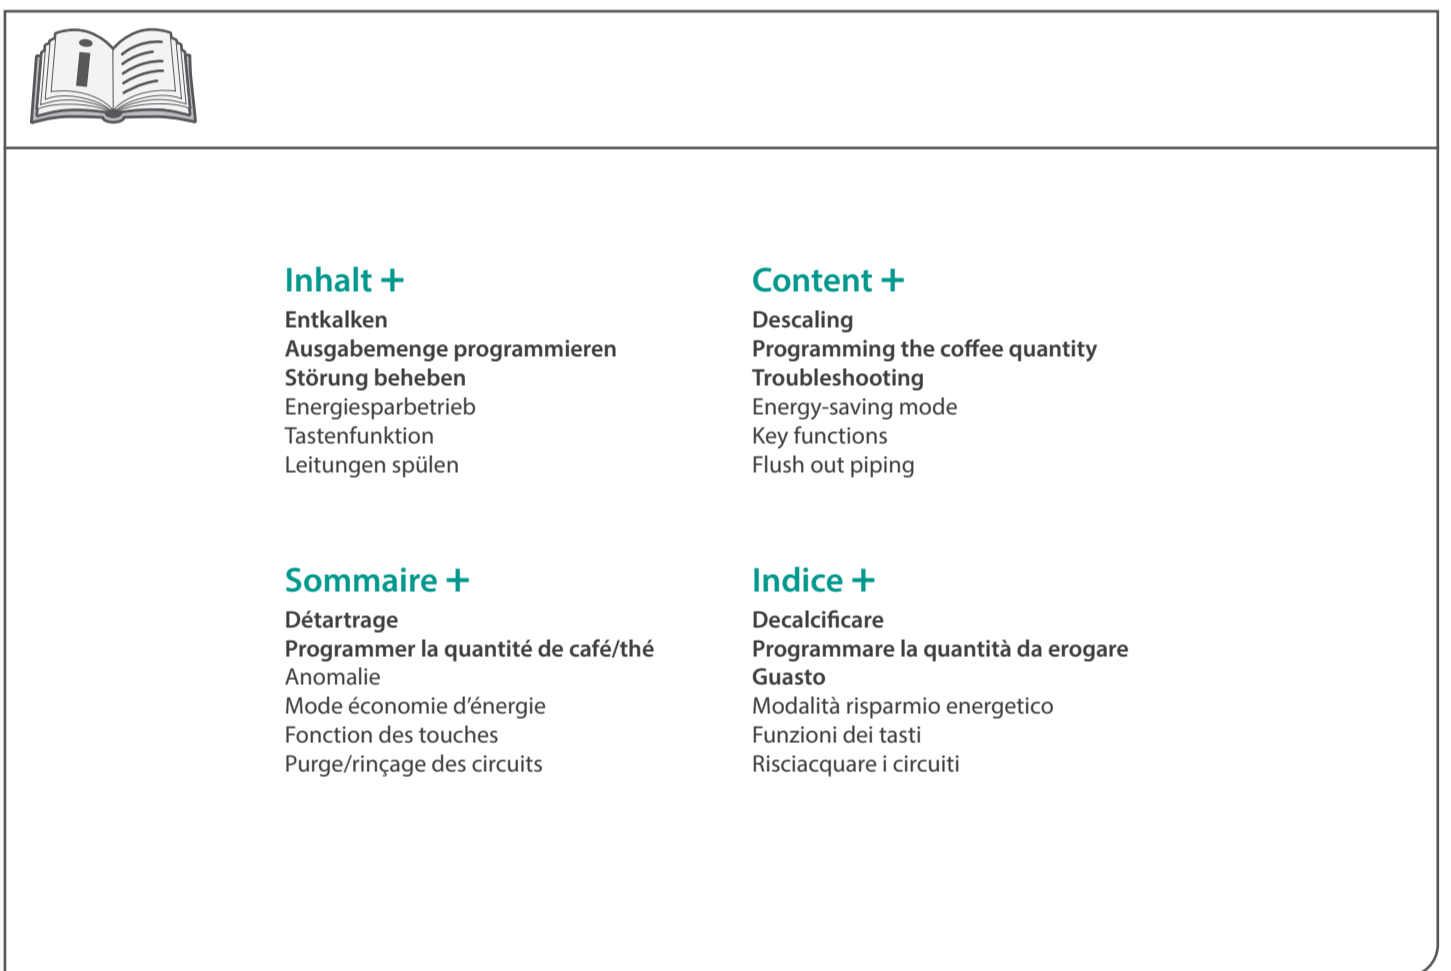 Inhalt +
Entkalken
Ausgabemenge programmieren
Störung beheben
Energiesparbetrieb
Tastenfunktion
Leitungen spülen
Content +
Descaling
Programming the coffee quantity
Troubleshooting
Energy-saving mode
Key functions
Flush out piping
Sommaire +
Détartrage
Programmer la quantité de café/thé
Anomalie
Mode économie d’énergie
Fonction des touches
Purge/rinçage des circuits
Indice +
Decalcificare
Programmare la quantità da erogare
Guasto
Modalità risparmio energetico
Funzioni dei tasti
Risciacquare i circuiti